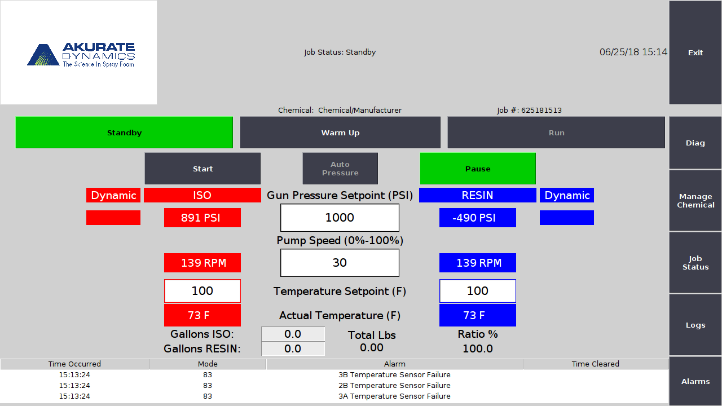 AKURATE
DYNAMICS
The Science In Spray Foam
Job Status: Standby
06/25/18 15:14
Exit
Chemical: Chemical/Manufacturer
Job #: 625181513
Standby
Warm Up
Run
Diag
Start
Auto
Pressure
Pause
Dynamic
ISO
Gun Pressure Setpoint (PSI)
RESIN
Dynamic
Manage
Chemical
891 PSI
1000
-490 PSI
Pump Speed (0%-100%)
139 RPM
30
139 RPM
Job
Status
100
Temperature Setpoint (F)
100
73 F
Actual Temperature (F)
73 F
Logs
Gallons ISO:
0.0
Total Lbs
Ratio %
Gallons RESIN:
0.0
0.00
100.0
Time Occurred
Mode
Alarm
Time Cleared
15:13:24
83
3B Temperature Sensor Failure
15:13:24
83
2B Temperature Sensor Failure
15:13:24
83
3A Temperature Sensor Failure
Alarms